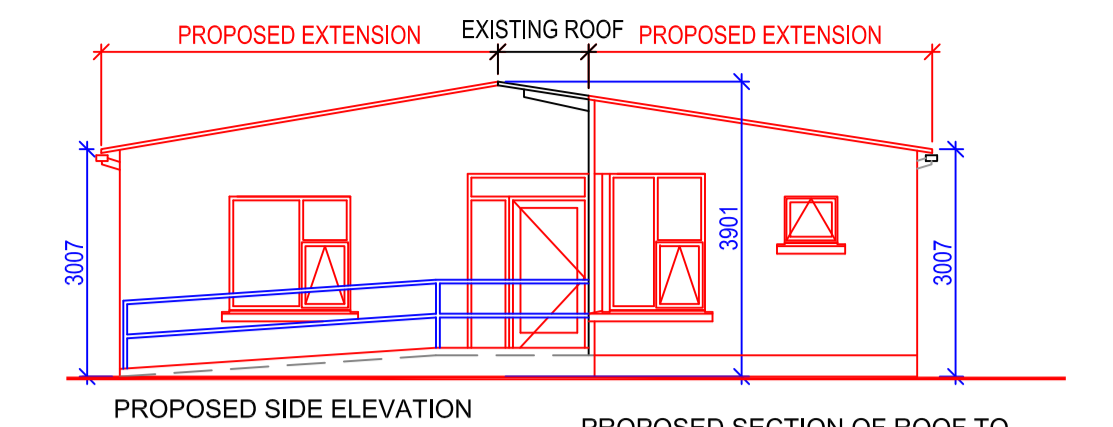 PROPOSED EXTENSION
EXISTING ROOF
PROPOSED EXTENSION
3007
3901
3007
PROPOSED SIDE ELEVATION
PROPOSED SECTION OF ROOF TO